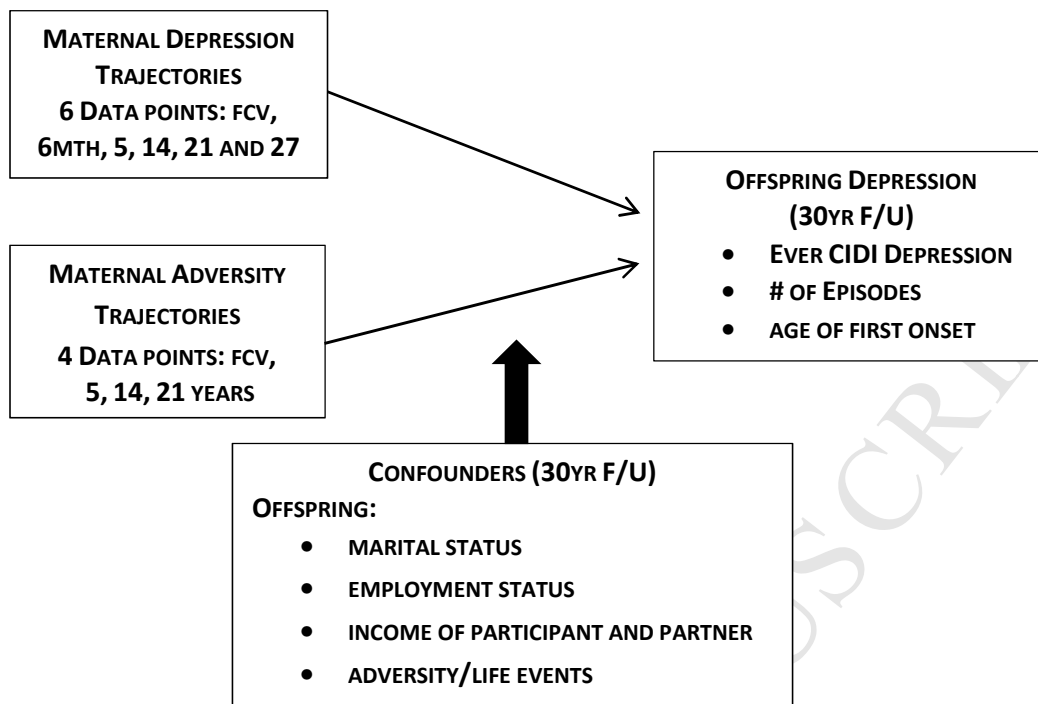 MATERNAL DEPRESSION
TRAJECTORIES
6 DATA POINTS: FCV,
6MTH, 5, 14, 21 AND 27
MATERNAL ADVERSITY
TRAJECTORIES
4 DATA POINTS: FCV,
5, 14, 21 YEARS
OFFSPRING DEPRESSION
(30YR F/U)
• EVER CIDI DEPRESSION
• # OF EPISODES
• AGE OF FIRST ONSET
CONFOUNDERS (30YR F/U)
OFFSPRING:
• MARITAL STATUS
• EMPLOYMENT STATUS
• INCOME OF PARTICIPANT AND PARTNER
• ADVERSITY/LIFE EVENTS
USCRI